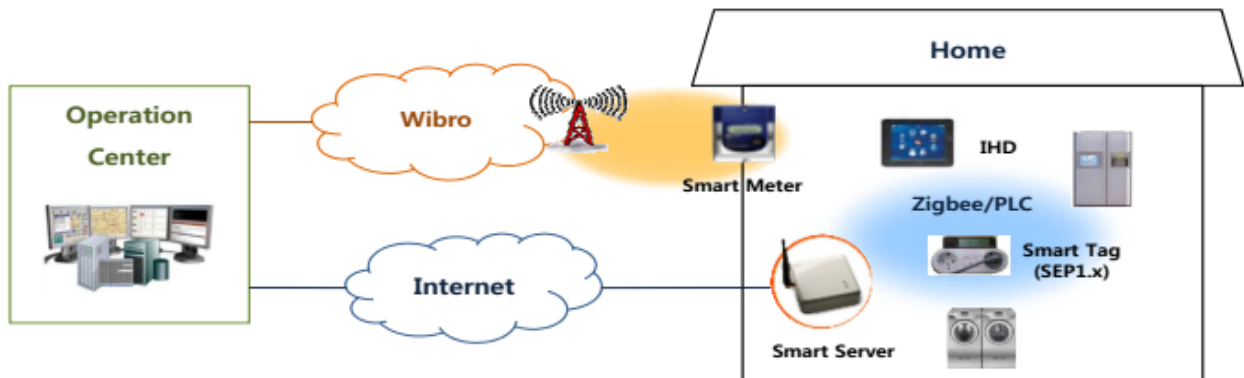 Home
Operation
Center
Wibro
Smart Meter
IHD
Zigbee/PLC
Smart Tag
(SEP1.x)
Internet
Smart Server